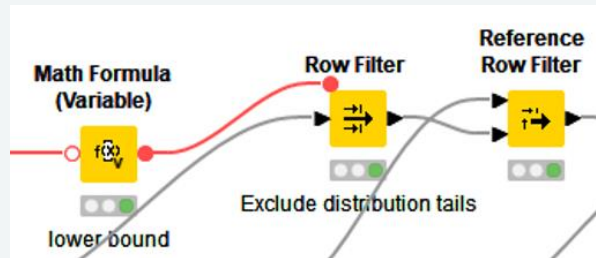 Reference
Row Filter
Row Filter
Math Formula
(Variable)
f(x)
V
Exclude distribution tails
lower bound